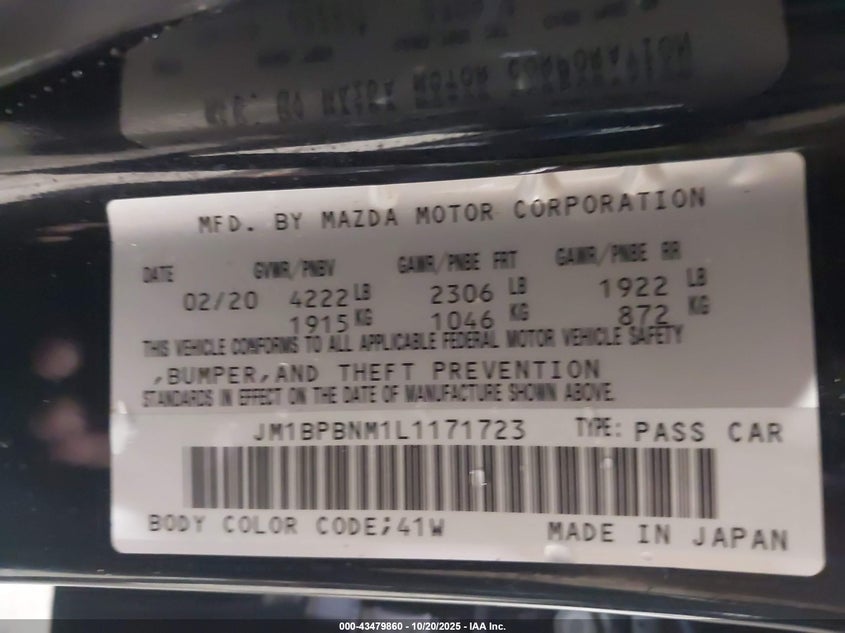 MFD. BY MAZDA MOTOR CORPORATION
DATE GVWR/PNBV GAWR/PNBE FRT GAWR/PNBE RR
02/20 4222 LB 2306 LB 1922 LB
1915 KG 1046 KG 872 KG
THIS VEHICLE CONFORMS TO ALL APPLICABLE FEDERAL MOTOR VEHICLE SAFETY
,BUMPER,AND THEFT PREVENTION
STANDARDS IN EFFECT ON THE DATE OF MANUFACTURE SHOWN ABOVE.
JM1BPBNM1L1171723 TYPE: PASS CAR
BODY COLOR CODE;41W MADE IN JAPAN
000-43479860 - 10/20/2025 - IAA Inc.